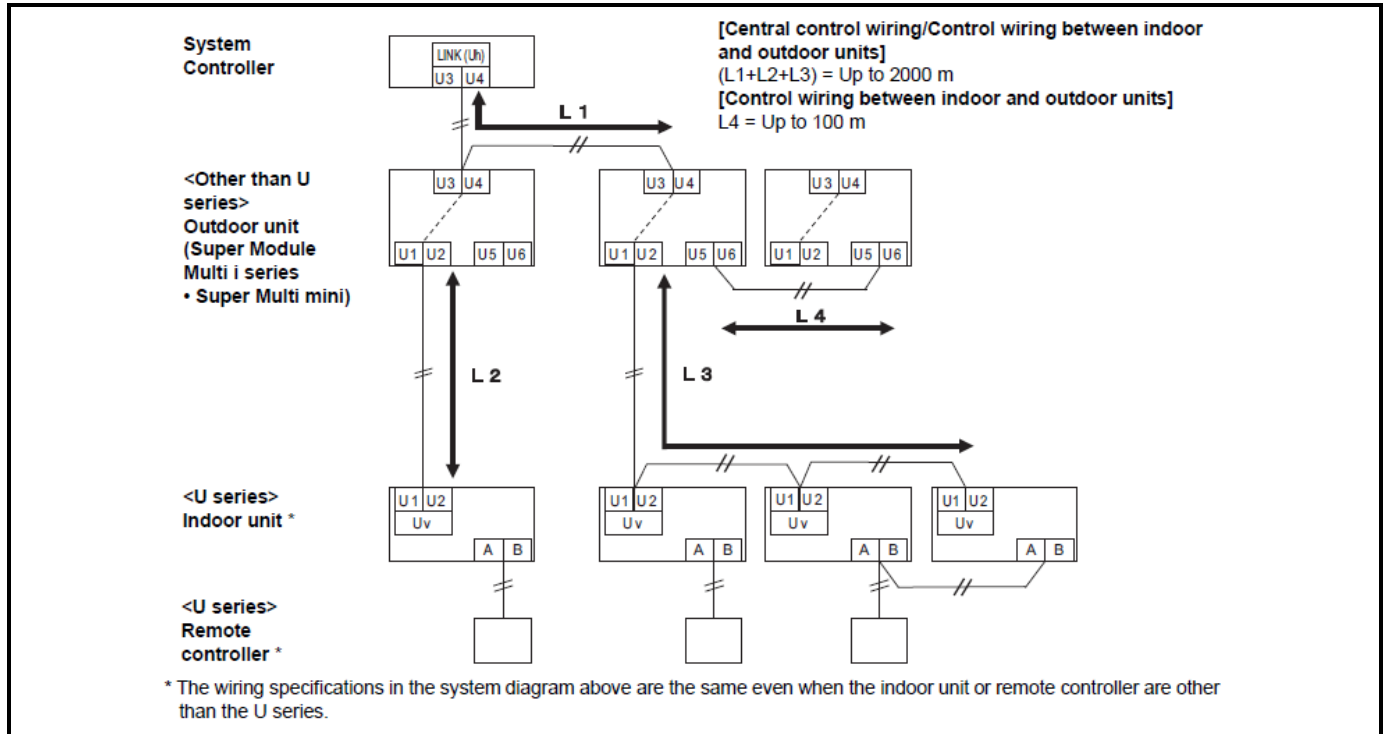 System
Controller
LINK (Uh)
U3 U4
[Central control wiring/Control wiring between indoor
and outdoor units]
(L1+L2+L3) = Up to 2000 m
[Control wiring between indoor and outdoor units]
L4 = Up to 100 m
L 1
<Other than U
series>
Outdoor unit
(Super Module
Multi i series
• Super Multi mini)
U3 U4
U3 U4
U3 U4
U1 U2 U5 U6
U1 U2 U5 U6
U1 U2 U5 U6
L 4
L 2
L 3
<U series>
Indoor unit *
U1 U2
Uv
A B
U1 U2
Uv
A B
U1 U2
Uv
A B
U1 U2
Uv
A B
<U series>
Remote
controller *
* The wiring specifications in the system diagram above are the same even when the indoor unit or remote controller are other
than the U series.